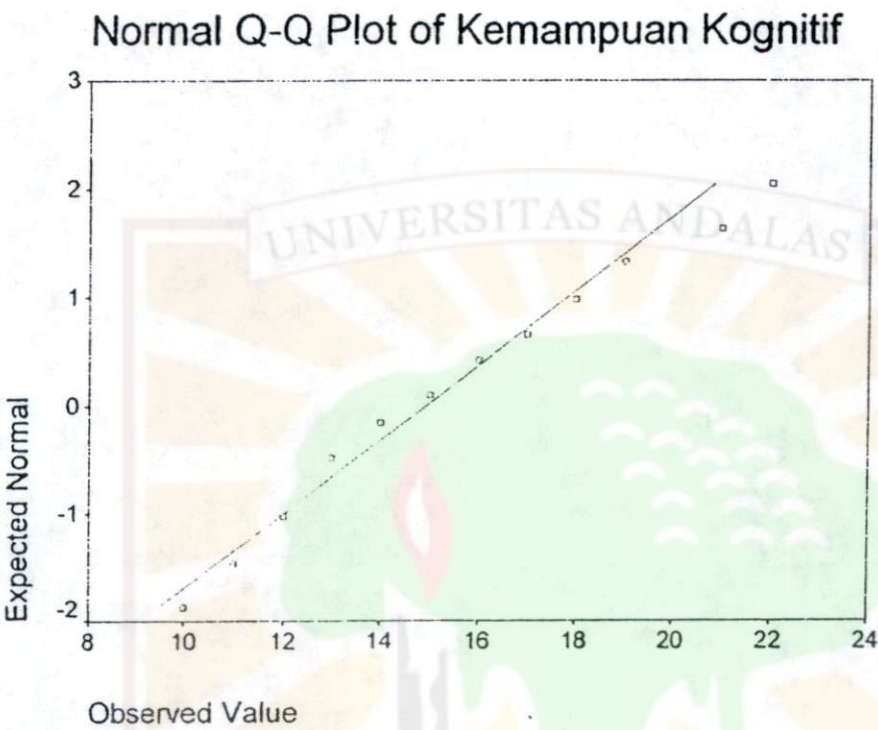 Normal Q-Q Plot of Kemampuan Kognitif
3
2
1
0
-1
-2
Expected Normal
8 10 12 14 16 18 20 22 24
Observed Value
UNIVERSITAS ANDALAS